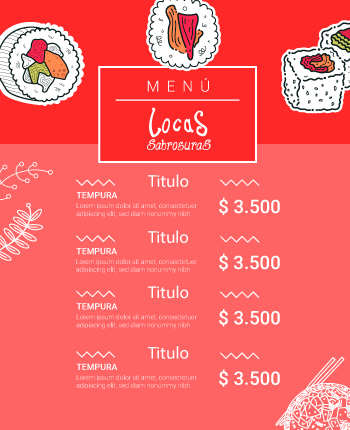 MENÚ
Locas
Sabrosuras
Titulo
TEMPURA
Lorem ipsum dolor sit amet, consectetuer
adipiscing elit, sed diam nonummy nibh
$ 3.500
Titulo
TEMPURA
Lorem ipsum dolor sit amet, consectetuer
adipiscing elit, sed diam nonummy nibh
$ 3.500
Titulo
TEMPURA
Lorem ipsum dolor sit amet, consectetuer
adipiscing elit, sed diam nonummy nibh
$ 3.500
Titulo
TEMPURA
Lorem ipsum dolor sit amet, consectetuer
adipiscing elit, sed diam nonummy nibh
$ 3.500